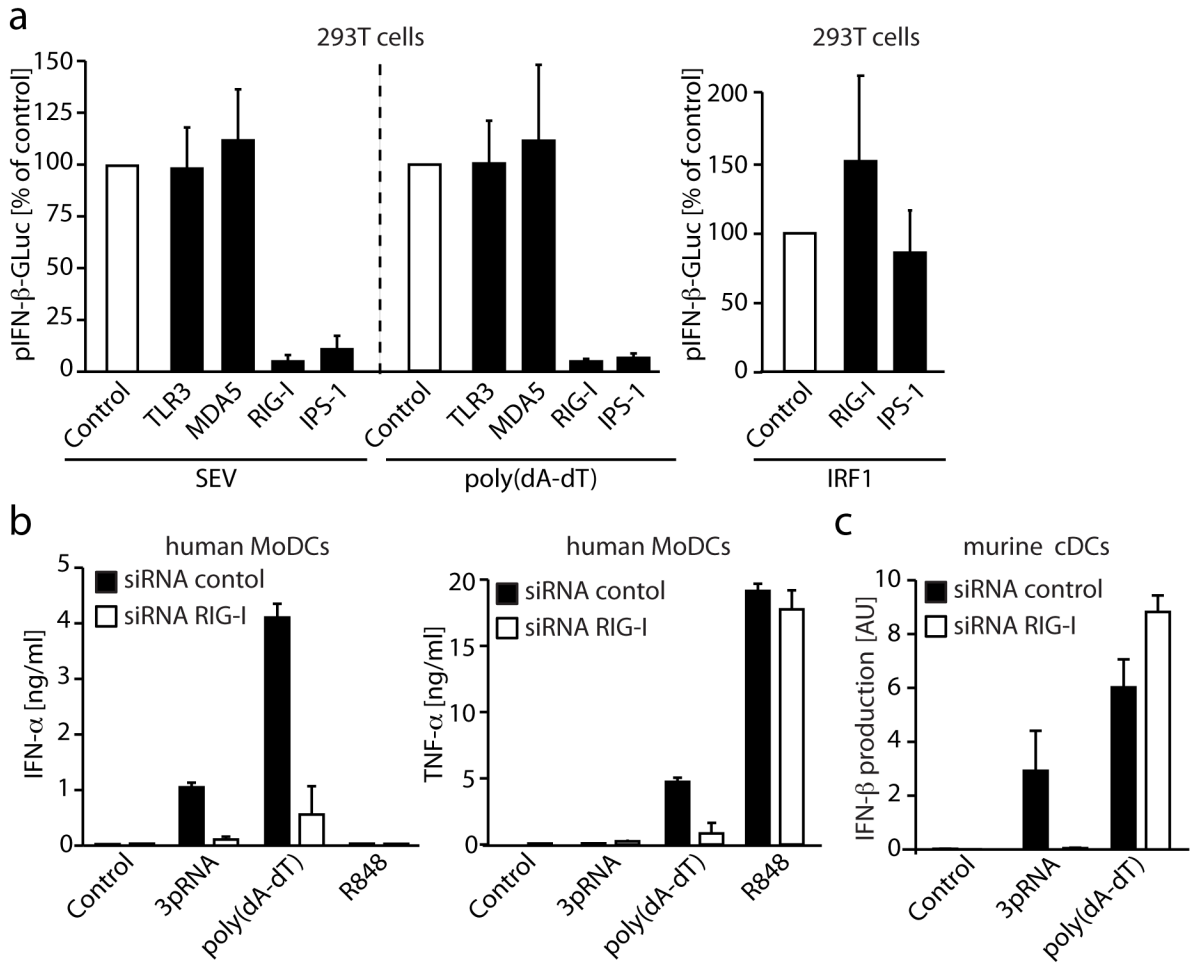 a
293T cells
293T cells
pIFN-β-GLuc [% of control]
150
125
100
75
50
25
0
Control
TLR3
MDA5
RIG-I
IPS-1
Control
TLR3
MDA5
RIG-I
IPS-1
SEV
poly(dA-dT)
pIFN-β-GLuc [% of control]
200
150
100
50
0
Control
RIG-I
IPS-1
IRF1
b
human MoDCs
siRNA contol
siRNA RIG-I
IFN-α [ng/ml]
5
4
3
2
1
0
Control
3pRNA
poly(dA-dT)
R848
human MoDCs
siRNA contol
siRNA RIG-I
TNF-α [ng/ml]
20
10
5
0
Control
3pRNA
poly(dA-dT)
R848
c
murine cDCs
siRNA control
siRNA RIG-I
IFN-β production [AU]
10
8
6
4
2
0
Control
3pRNA
poly(dA-dT)